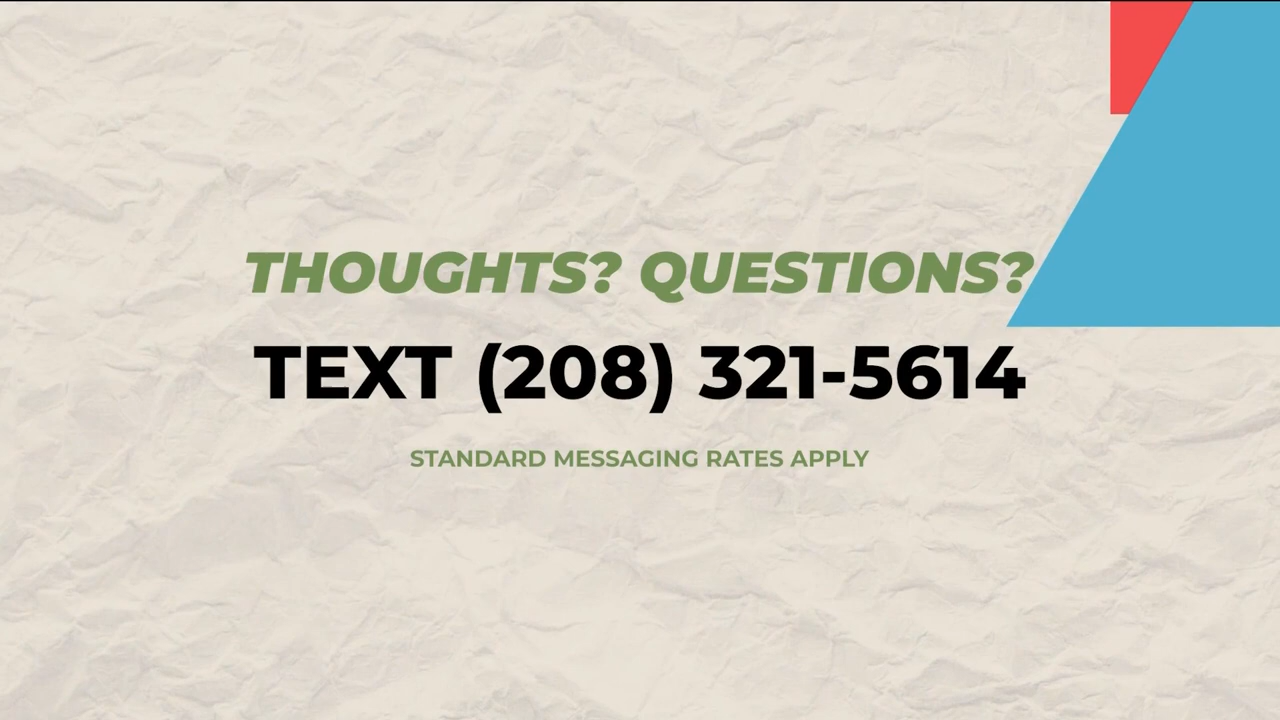 THOUGHTS? QUESTIONS?
TEXT (208) 321-5614
STANDARD MESSAGING RATES APPLY